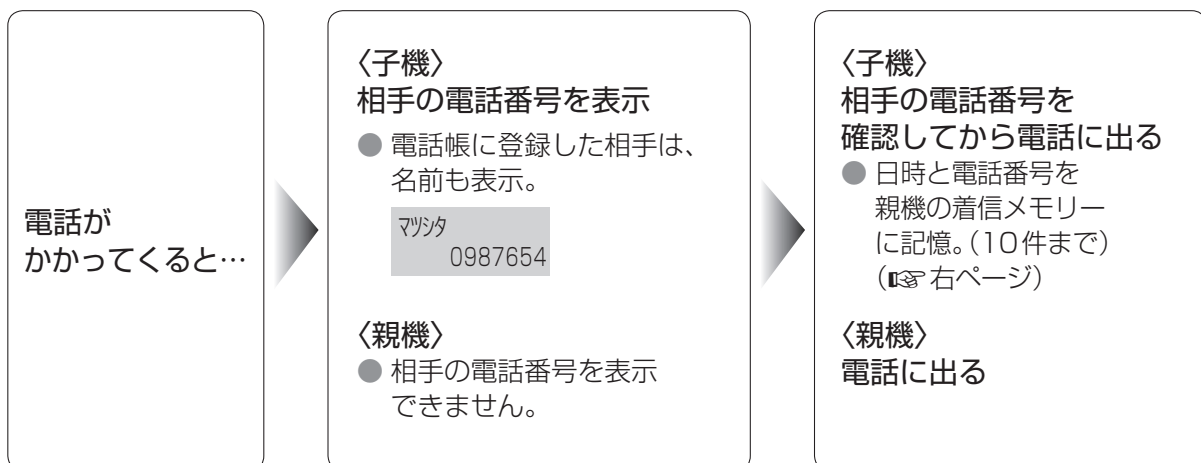 電話が
かかってくると…
〈子機〉
相手の電話番号を表示
● 電話帳に登録した相手は、
名前も表示。
ﾏﾂｼﾀ
0987654
〈親機〉
● 相手の電話番号を表示
できません。
〈子機〉
相手の電話番号を
確認してから電話に出る
● 日時と電話番号を
親機の着信メモリー
に記憶。（10件まで）
（☞右ページ）
〈親機〉
電話に出る